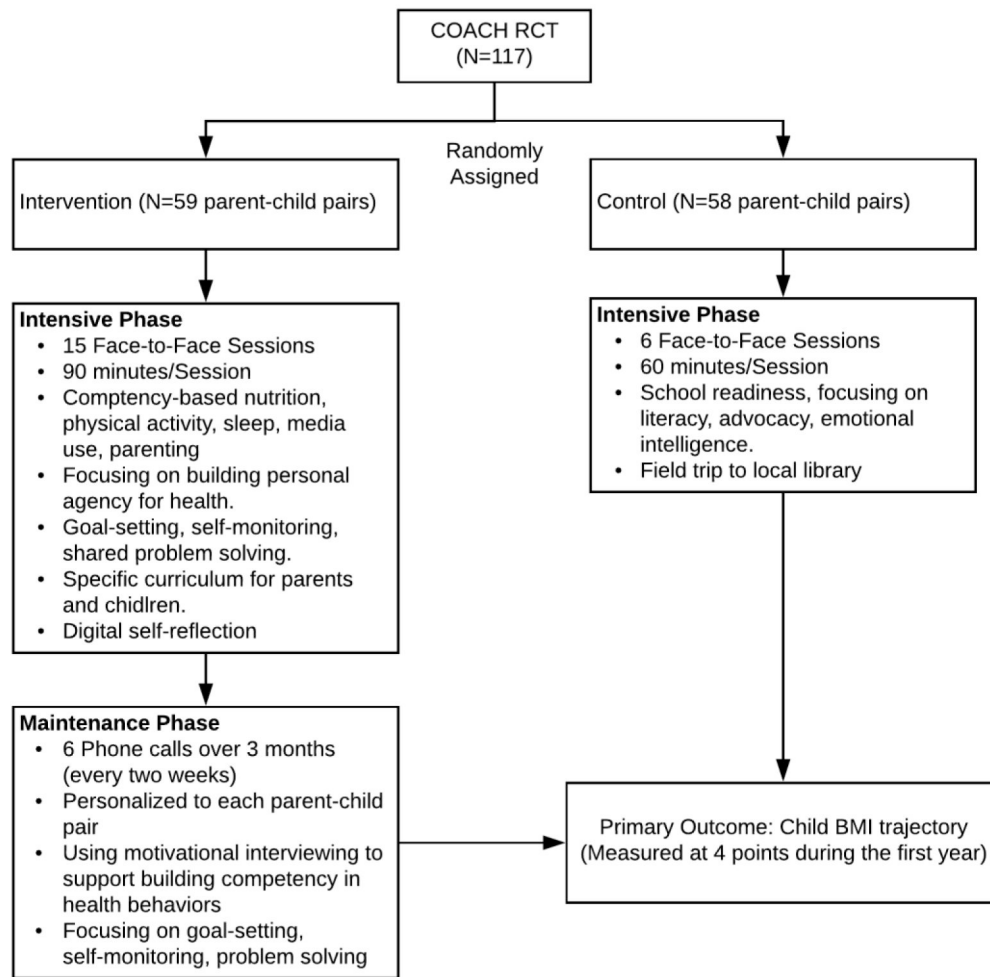 COACH RCT
(N=117)
Randomly
Assigned
Intervention (N=59 parent-child pairs)
Control (N=58 parent-child pairs)
Intensive Phase
• 15 Face-to-Face Sessions
• 90 minutes/Session
• Comptency-based nutrition,
physical activity, sleep, media
use, parenting
• Focusing on building personal
agency for health.
• Goal-setting, self-monitoring,
shared problem solving.
• Specific curriculum for parents
and chidlren.
• Digital self-reflection
Intensive Phase
• 6 Face-to-Face Sessions
• 60 minutes/Session
• School readiness, focusing on
literacy, advocacy, emotional
intelligence.
• Field trip to local library
Maintenance Phase
• 6 Phone calls over 3 months
(every two weeks)
• Personalized to each parent-child
pair
• Using motivational interviewing to
support building competency in
health behaviors
• Focusing on goal-setting,
self-monitoring, problem solving
Primary Outcome: Child BMI trajectory
(Measured at 4 points during the first year)